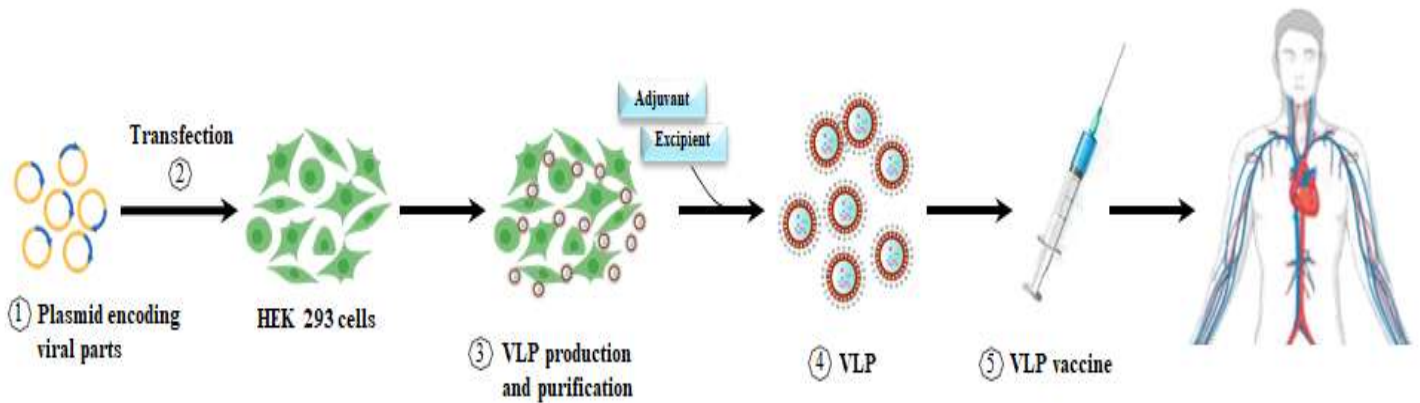 Transfection
②
Adjuvant
Excipient
① Plasmid encoding
viral parts
HEK 293 cells
③ VLP production
and purification
④ VLP
⑤ VLP vaccine